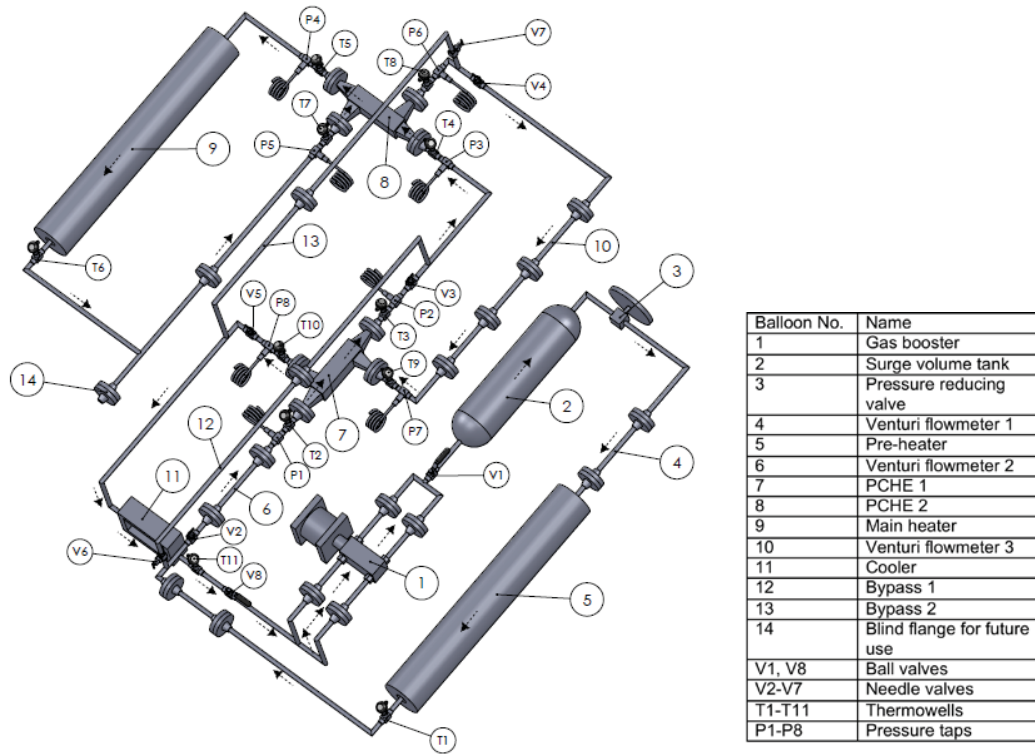 P4
P6
V7
T5
T8
V4
T7
T4
P5
P3
9
8
10
13
T6
3
V3
V5
P8
P2
T10
T3
14
T9
2
7
P7
12
T2
4
P1
V1
11
6
V2
V6
T11
1
V8
5
T1
Balloon No. Name
1 Gas booster
2 Surge volume tank
3 Pressure reducing
valve
4 Venturi flowmeter 1
5 Pre-heater
6 Venturi flowmeter 2
7 PCHE 1
8 PCHE 2
9 Main heater
10 Venturi flowmeter 3
11 Cooler
12 Bypass 1
13 Bypass 2
14 Blind flange for future
use
V1, V8 Ball valves
V2-V7 Needle valves
T1-T11 Thermowells
P1-P8 Pressure taps